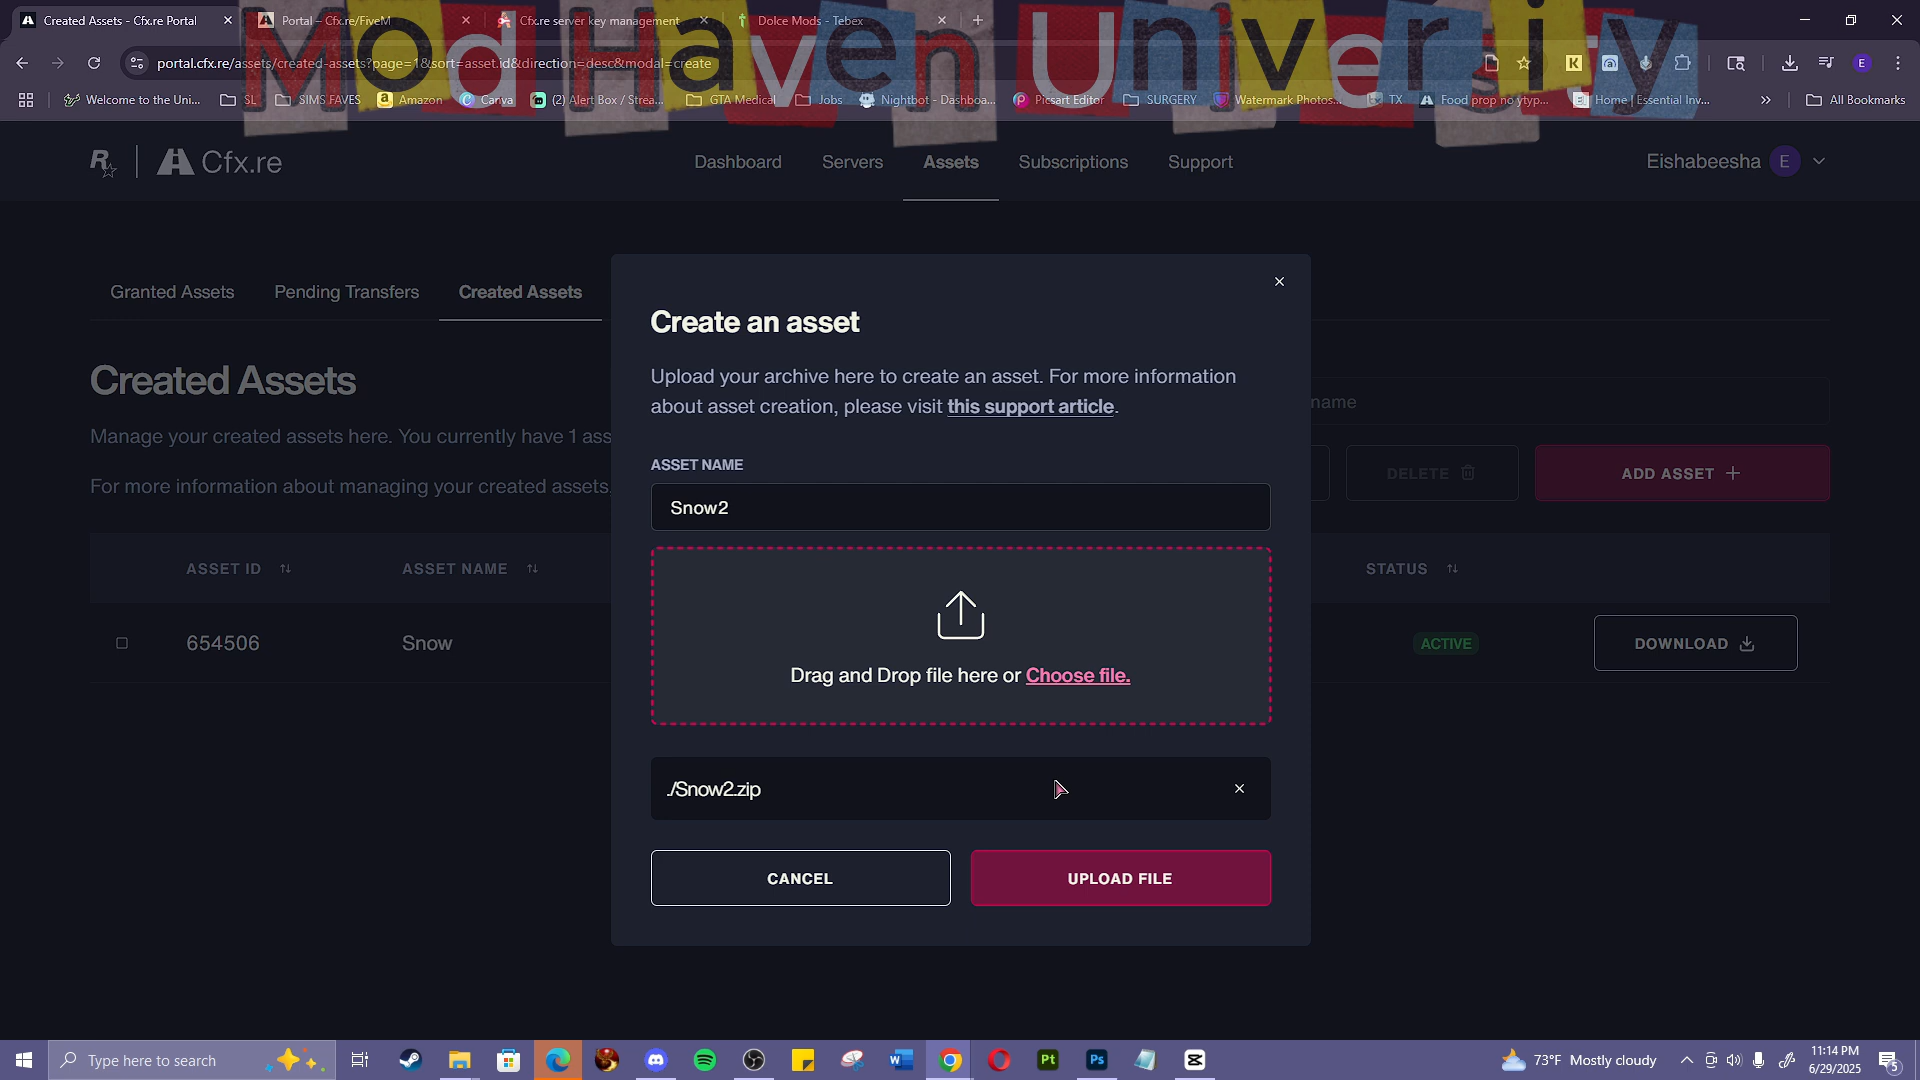 Created Assets - Cfx.re Portal
Portal – Cfx.re/FiveM
Cfx.re server key management
Dolce Mods - Tebex
Mod Haven University
portal.cfx.re/assets/created-assets?page=1&sort=asset.id&direction=desc&modal=create
Welcome to the Uni...
SL
SIMS FAVES
Amazon
Canva
(2) Alert Box / Strea...
GTA Medical
Jobs
Nightbot - Dashboa...
Picsart Editor
SURGERY
Watermark Photos...
TX
Food prop no ytyp...
Home | Essential Inv...
»
All Bookmarks
Cfx.re
Dashboard
Servers
Assets
Subscriptions
Support
Eishabeesha
E
Granted Assets
Pending Transfers
Created Assets
Created Assets
Manage your created assets here. You currently have 1 ass
For more information about managing your created assets,
name
DELETE
ADD ASSET +
ASSET ID
ASSET NAME
STATUS
654506
Snow
ACTIVE
DOWNLOAD
Create an asset
Upload your archive here to create an asset. For more information
about asset creation, please visit this support article.
ASSET NAME
Snow2
Drag and Drop file here or Choose file.
./Snow2.zip
CANCEL
UPLOAD FILE
Type here to search
73°F Mostly cloudy
11:14 PM
6/29/2025
5